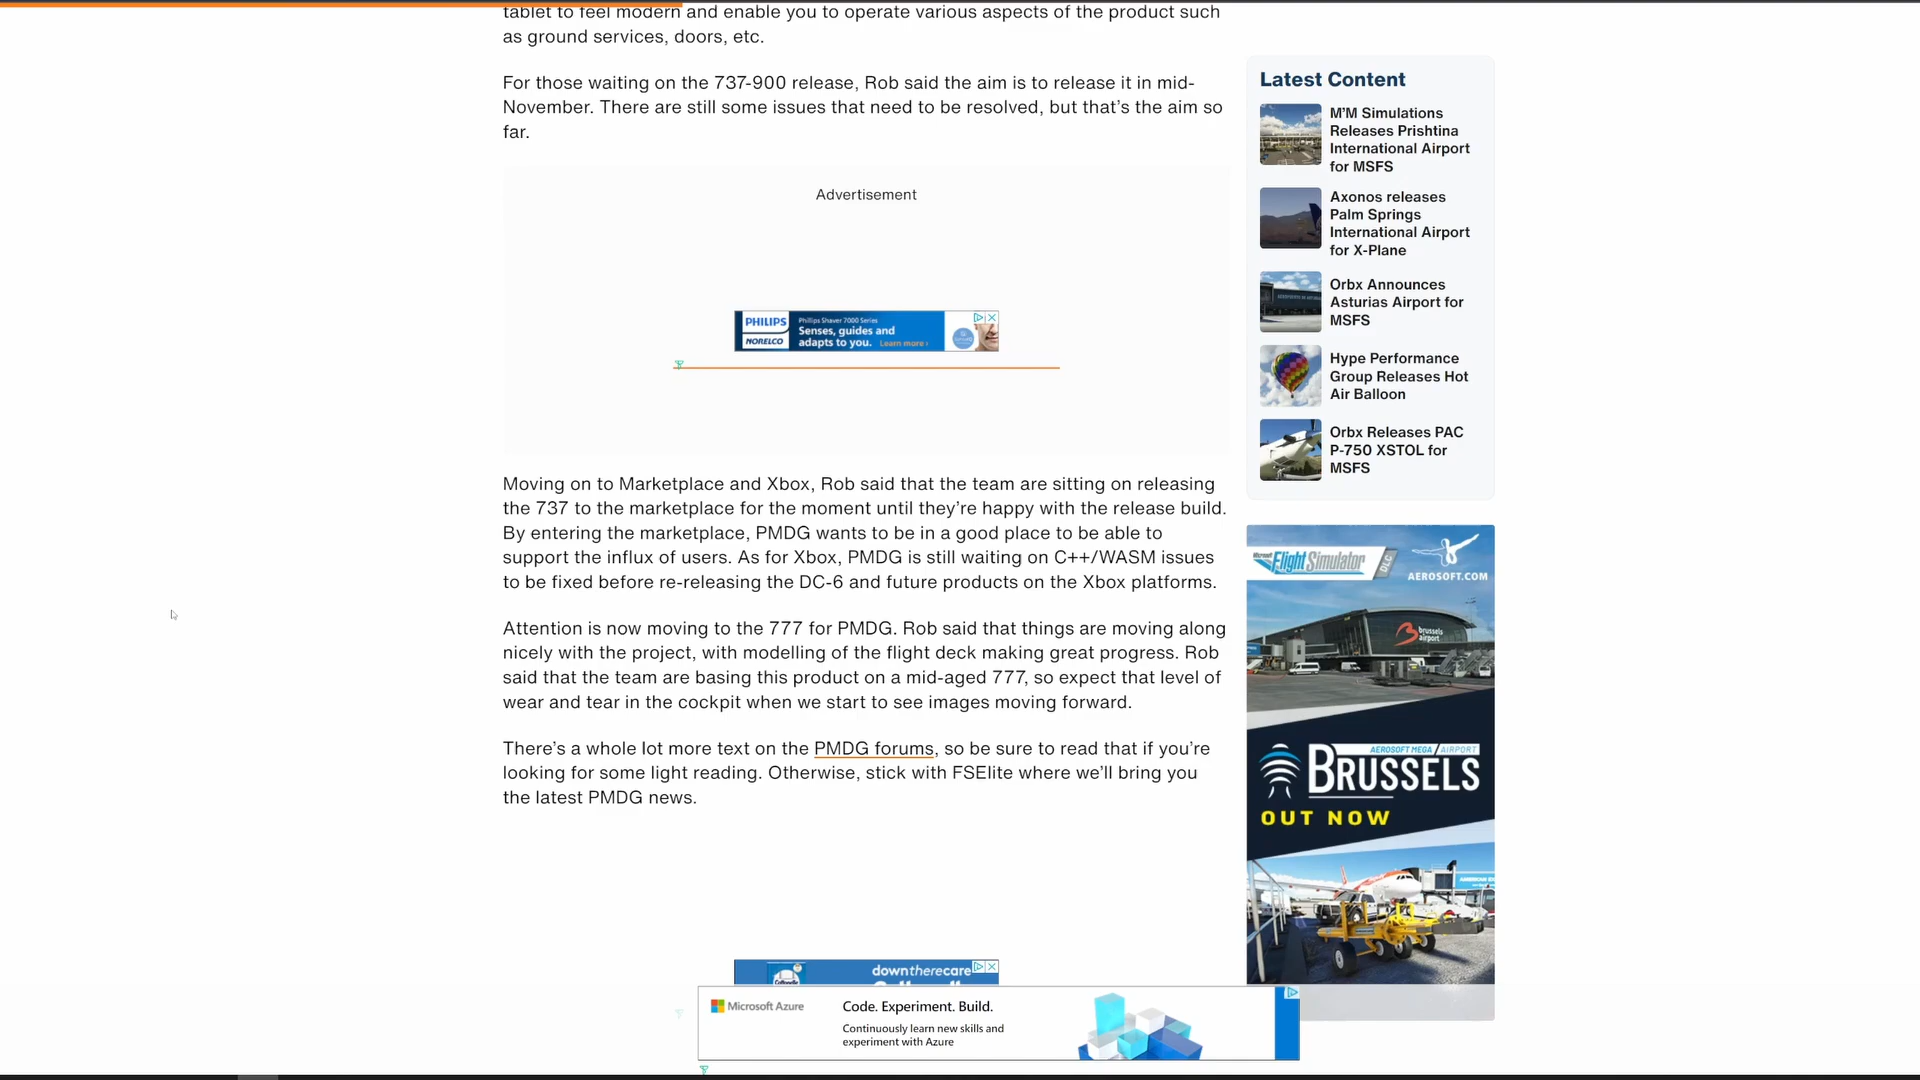 tablet to feel modern and enable you to operate various aspects of the product such
as ground services, doors, etc.
For those waiting on the 737-900 release, Rob said the aim is to release it in mid-
November. There are still some issues that need to be resolved, but that's the aim so
far.
Advertisement
PHILIPS
NORELCO
Phillips Shaver 7000 Series
Senses, guides and
adapts to you. Learn more ›
Moving on to Marketplace and Xbox, Rob said that the team are sitting on releasing
the 737 to the marketplace for the moment until they're happy with the release build.
By entering the marketplace, PMDG wants to be in a good place to be able to
support the influx of users. As for Xbox, PMDG is still waiting on C++/WASM issues
to be fixed before re-releasing the DC-6 and future products on the Xbox platforms.
Attention is now moving to the 777 for PMDG. Rob said that things are moving along
nicely with the project, with modelling of the flight deck making great progress. Rob
said that the team are basing this product on a mid-aged 777, so expect that level of
wear and tear in the cockpit when we start to see images moving forward.
There's a whole lot more text on the PMDG forums, so be sure to read that if you're
looking for some light reading. Otherwise, stick with FSElite where we'll bring you
the latest PMDG news.
downtherecare
Cottonelle
Microsoft Azure
Code. Experiment. Build.
Continuously learn new skills and
experiment with Azure
Latest Content
M'M Simulations
Releases Prishtina
International Airport
for MSFS
Axonos releases
Palm Springs
International Airport
for X-Plane
Orbx Announces
Asturias Airport for
MSFS
Hype Performance
Group Releases Hot
Air Balloon
Orbx Releases PAC
P-750 XSTOL for
MSFS
Microsoft
Flight Simulator
DLC
AEROSOFT.COM
brussels
airport
AEROSOFT MEGA / AIRPORT
BRUSSELS
OUT NOW